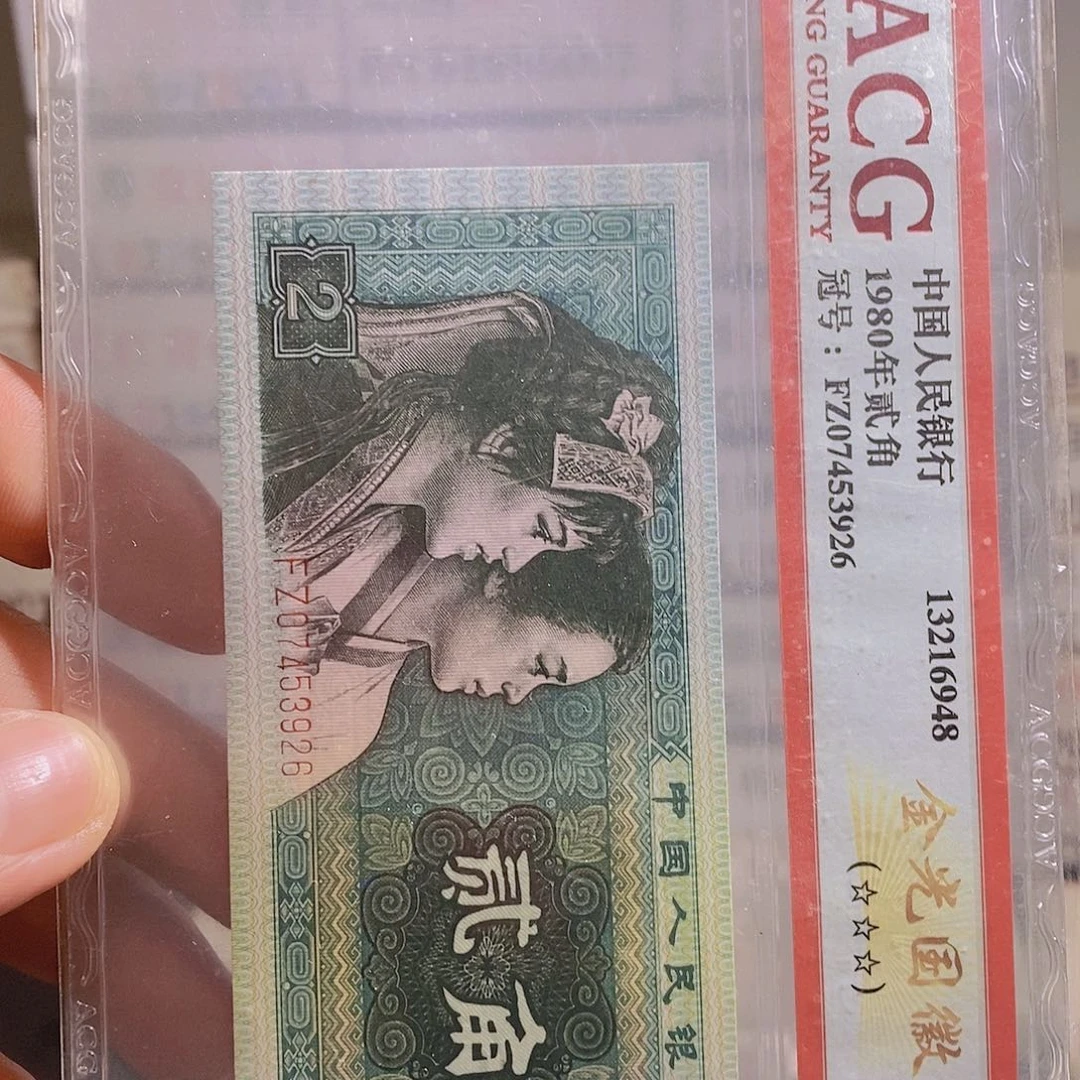 ACG
NG GUARANTY
中国人民银行
1980年贰角
冠号：FZ07453926
13216948
金光国徽
(☆☆☆)
中国人民银
贰角
2
FZ07453926
ACGACG